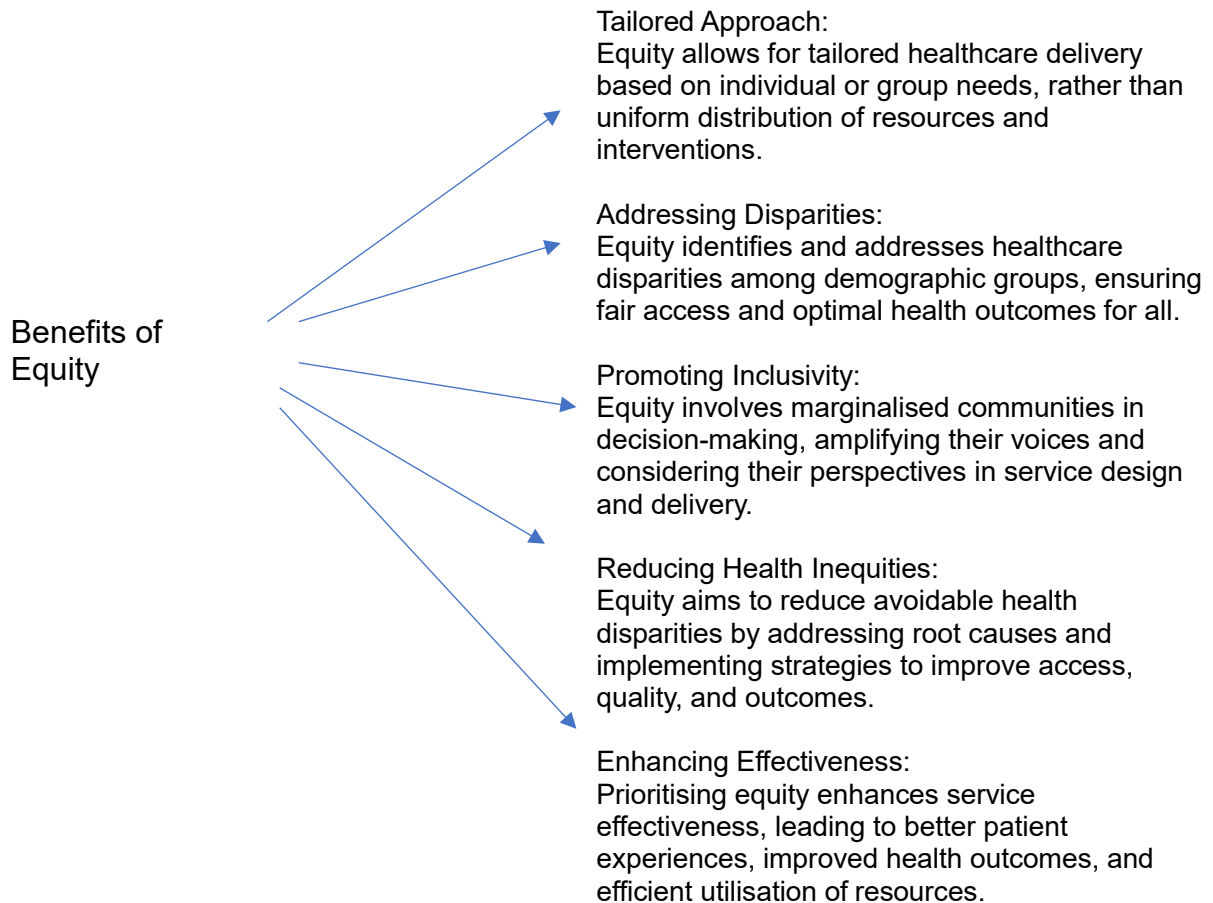 Benefits of
Equity
Tailored Approach:
Equity allows for tailored healthcare delivery
based on individual or group needs, rather than
uniform distribution of resources and
interventions.
Addressing Disparities:
Equity identifies and addresses healthcare
disparities among demographic groups, ensuring
fair access and optimal health outcomes for all.
Promoting Inclusivity:
Equity involves marginalised communities in
decision-making, amplifying their voices and
considering their perspectives in service design
and delivery.
Reducing Health Inequities:
Equity aims to reduce avoidable health
disparities by addressing root causes and
implementing strategies to improve access,
quality, and outcomes.
Enhancing Effectiveness:
Prioritising equity enhances service
effectiveness, leading to better patient
experiences, improved health outcomes, and
efficient utilisation of resources.